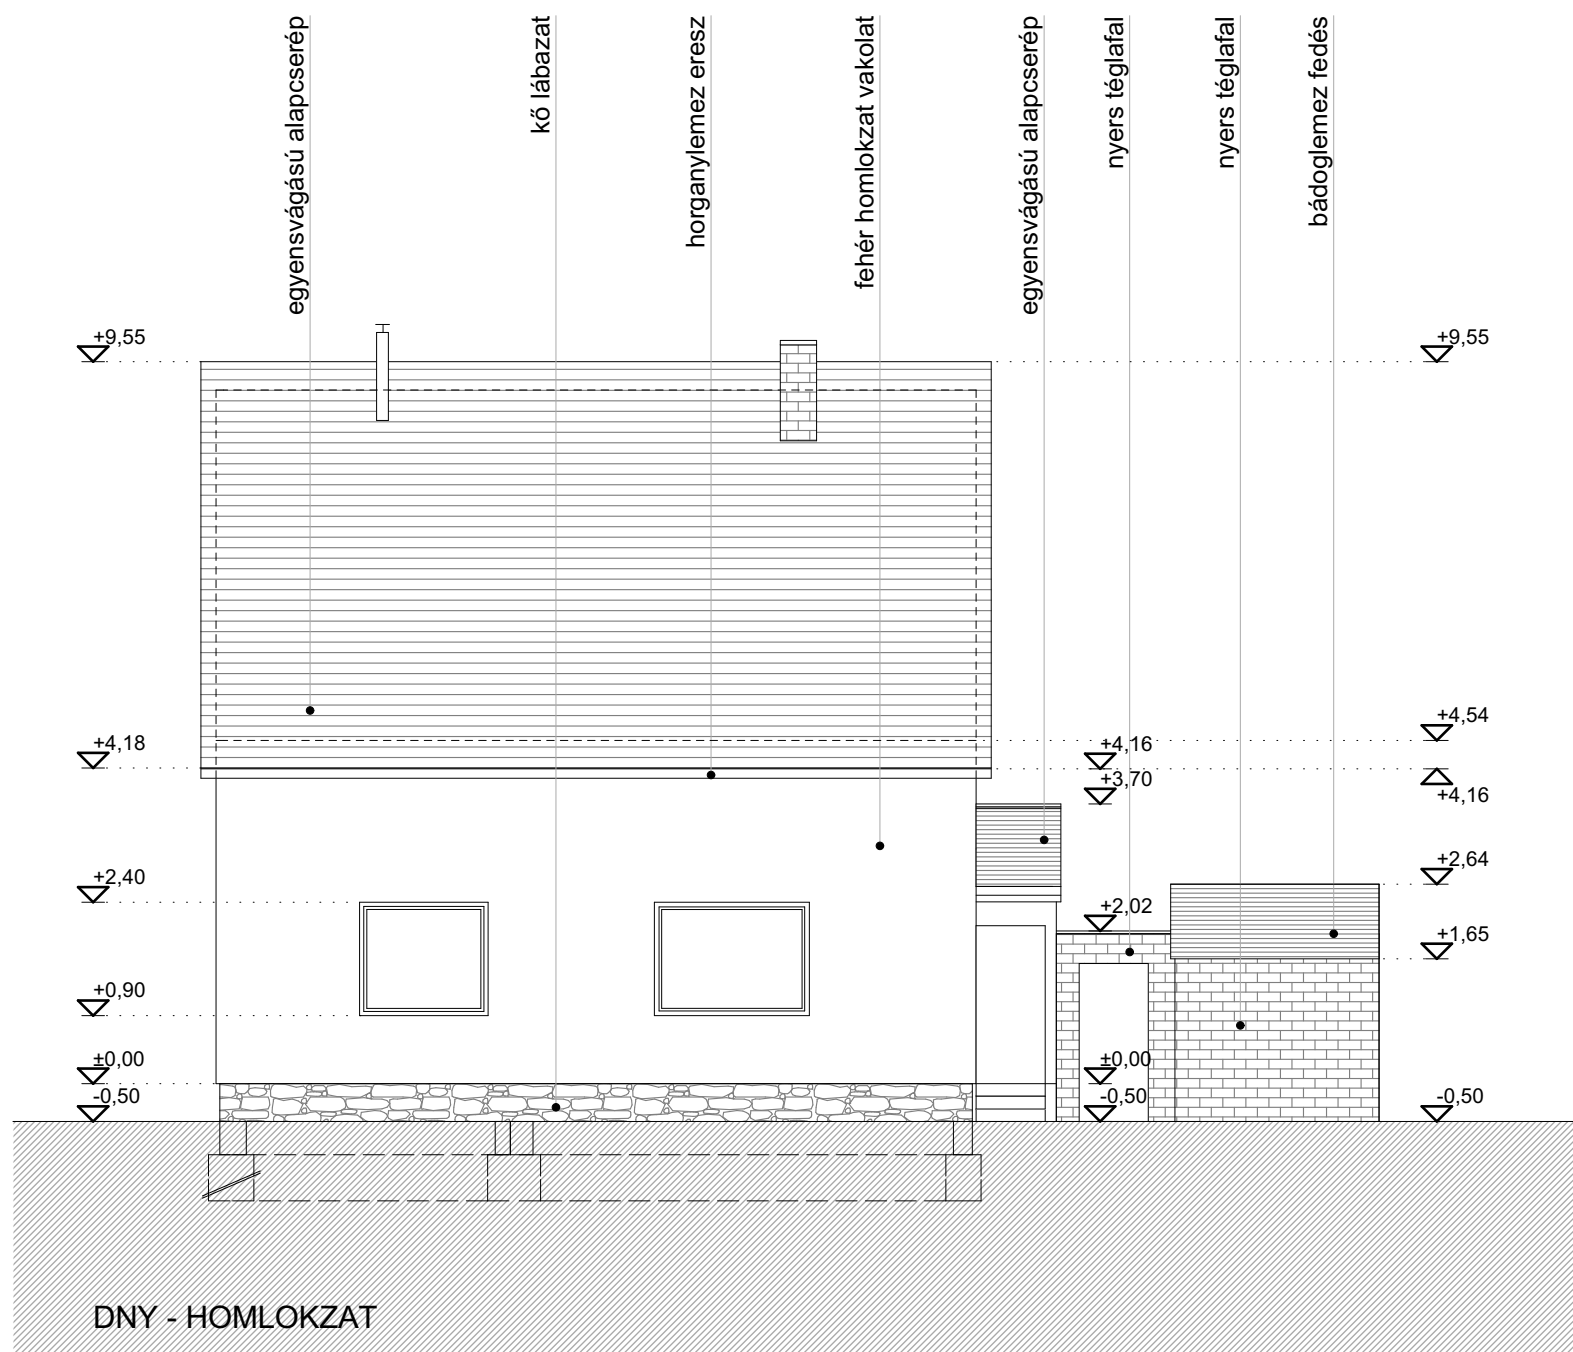 egyensvágású alapcserép
kő lábazat
horganylemez eresz
fehér homlokzat vakolat
egyensvágású alapcserép
nyers téglafal
nyers téglafal
bádoglemez fedés
+9,55
+9,55
+4,54
+4,18
+4,16
+3,70
+4,16
+2,64
+2,40
+2,02
+1,65
+0,90
±0,00
±0,00
-0,50
-0,50
-0,50
DNY - HOMLOKZAT